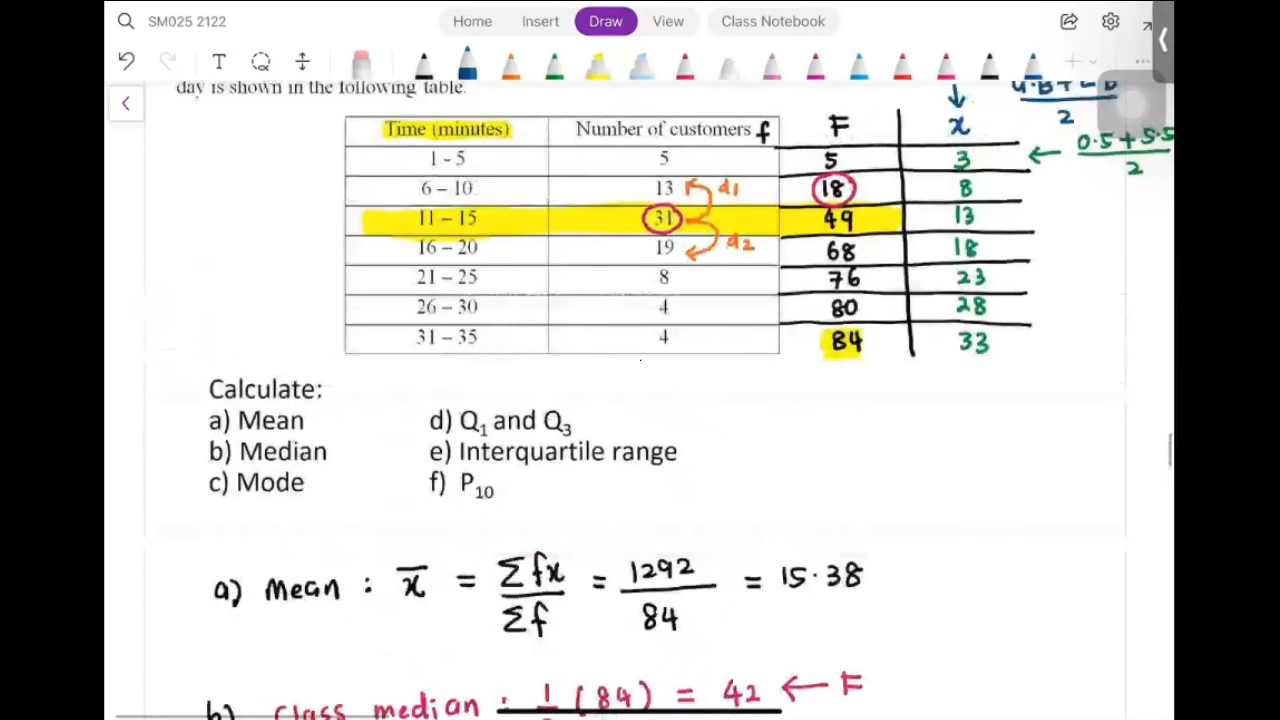 SM025 2122
Home Insert Draw View Class Notebook
day is shown in the following table.
Time (minutes) Number of customers f F x
1 - 5 5 5 3 ← 0.5 + 5.5
2
2
6 – 10 13 d1 18 8
11 – 15 31 49 13
16 – 20 19 d2 68 18
21 – 25 8 76 23
26 – 30 4 80 28
31 – 35 4 84 33
Calculate:
a) Mean d) Q1 and Q3
b) Median e) Interquartile range
c) Mode f) P10
a) Mean : x̄ = Σfx / Σf = 1292 / 84 = 15.38
b) Class median : 1 (84) = 42 ← F